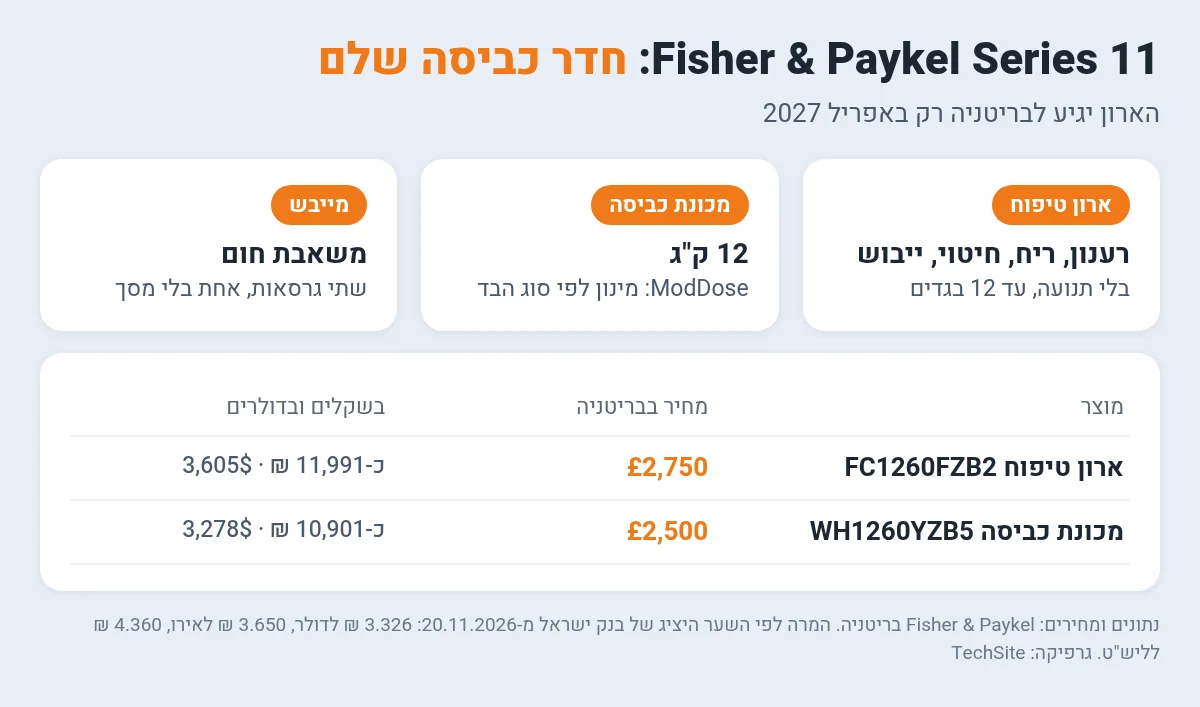 Fisher & Paykel Series 11: חדר כביסה שלם
הארון יגיע לבריטניה רק באפריל 2027
ארון טיפוח
רענון, ריח, חיטוי, ייבוש
בלי תנועה, עד 12 בגדים
מכונת כביסה
12 ק"ג
ModDose: מינון לפי סוג הבד
מייבש
משאבת חום
שתי גרסאות, אחת בלי מסך
מוצר מחיר בבריטניה בשקלים ובדולרים
ארון טיפוח FC1260FZB2 £2,750 כ-11,991 ₪ · 3,605$
מכונת כביסה WH1260YZB5 £2,500 כ-10,901 ₪ · 3,278$
נתונים ומחירים: Fisher & Paykel בריטניה. המרה לפי השער היציג של בנק ישראל מ-20.11.2026: 3.326 ₪ לדולר, 3.650 ₪ לאירו, 4.360 ₪
לליש"ט. גרפיקה: TechSite